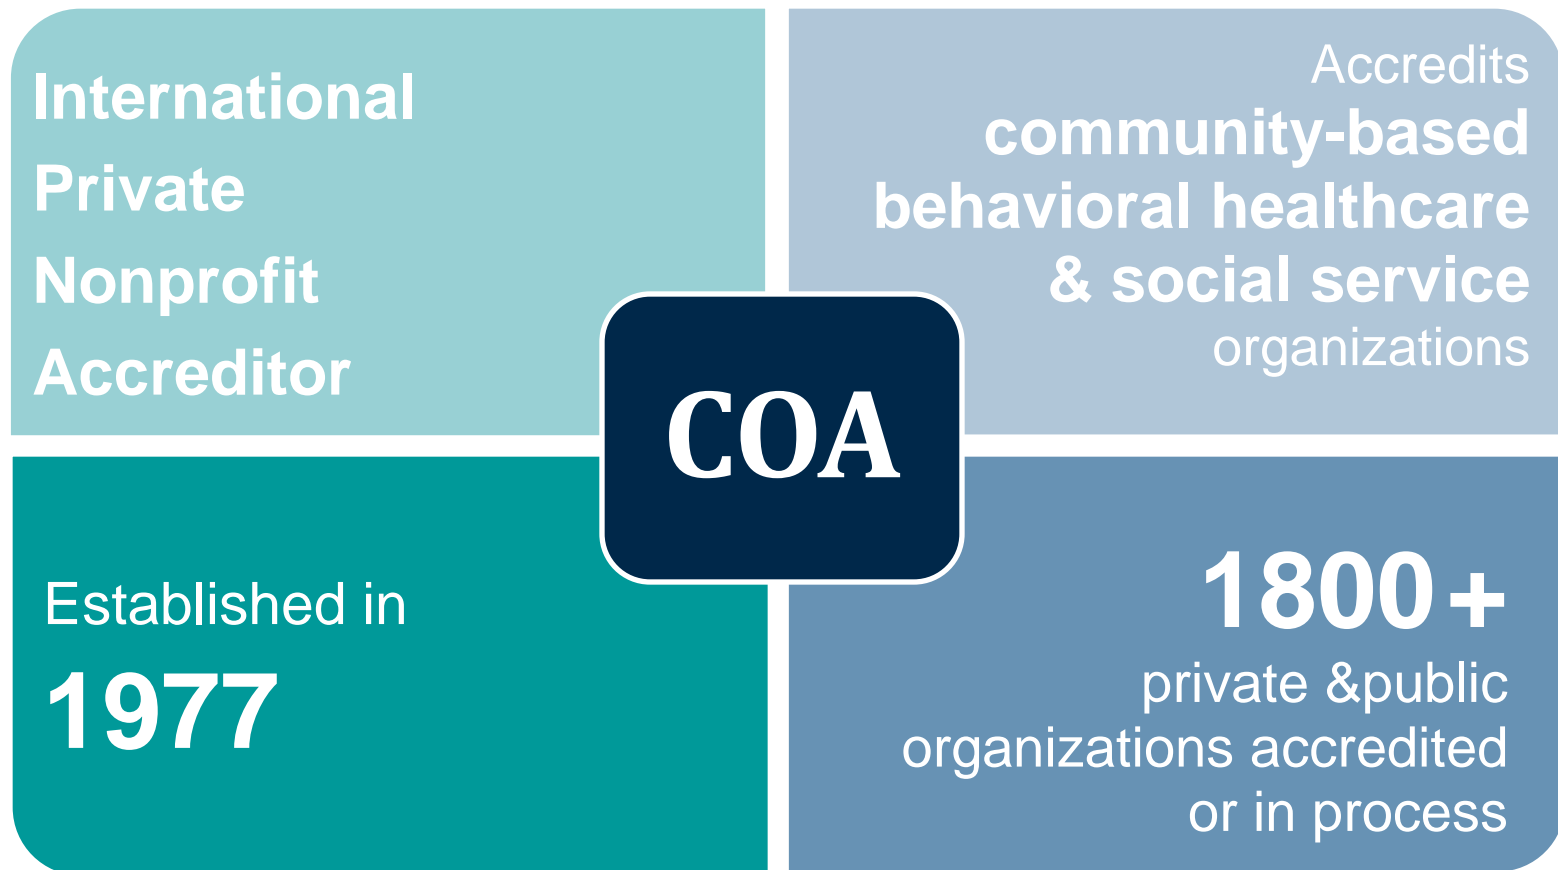 International
Private
Nonprofit
Accreditor
Accredits
community-based
behavioral healthcare
& social service
organizations
COA
Established in
1977
1800+
private &public
organizations accredited
or in process